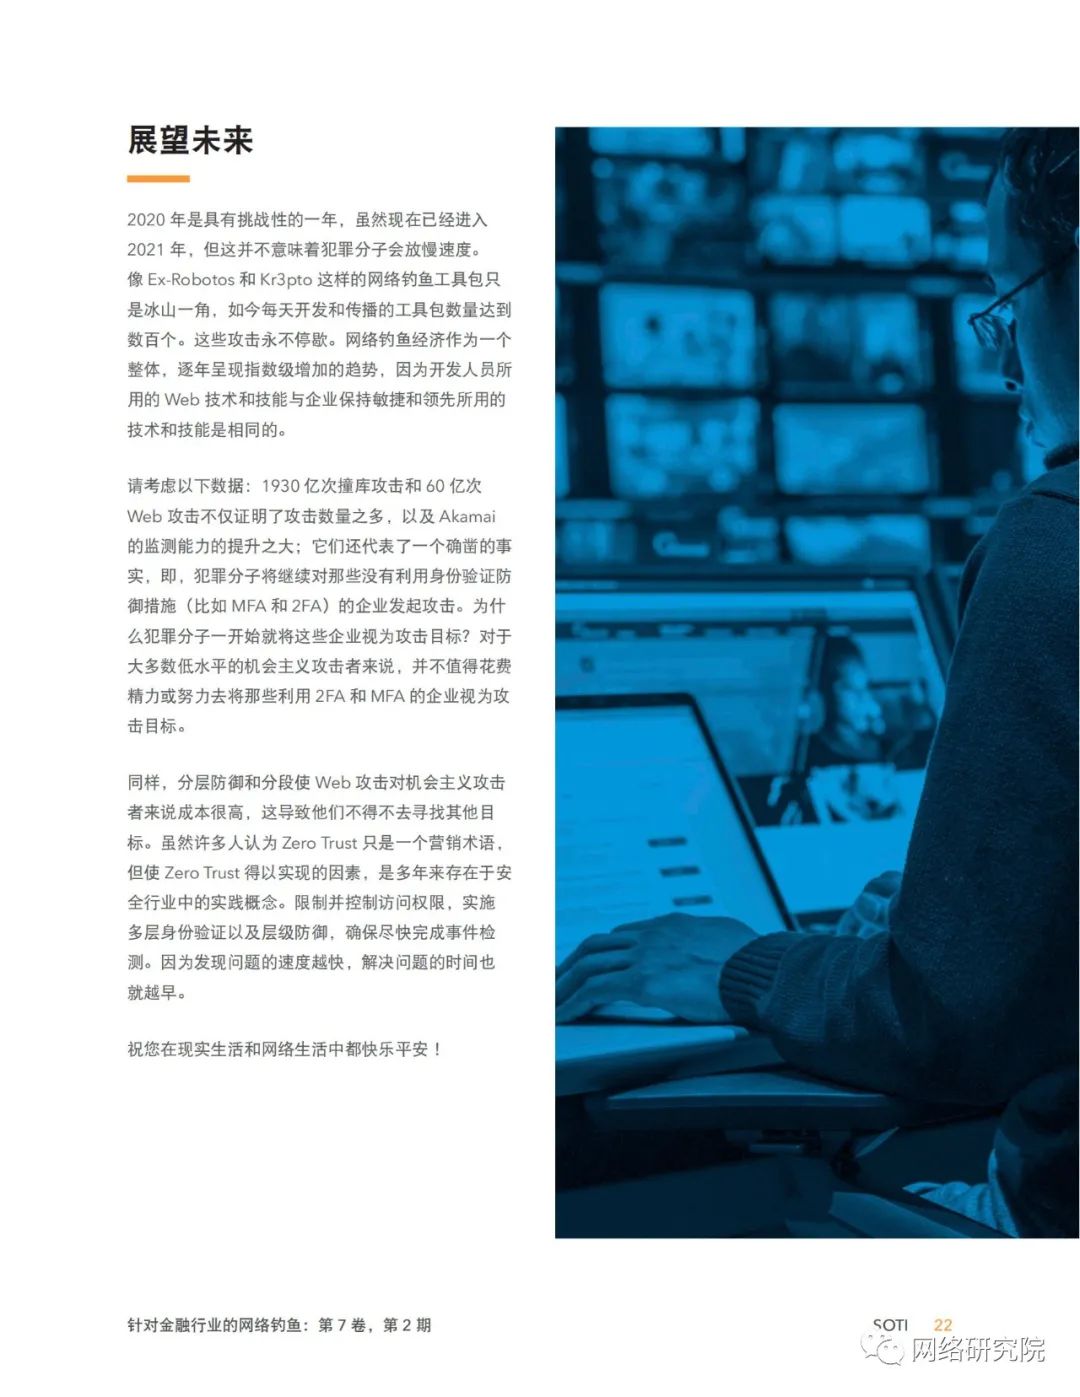 展望未来
2020 年是具有挑战性的一年，虽然现在已经进入
2021 年，但这并不意味着犯罪分子会放慢速度。
像 Ex-Robotos 和 Kr3pto 这样的网络钓鱼工具包只
是冰山一角，如今每天开发和传播的工具包数量达到
数百个。这些攻击永不停歇。网络钓鱼经济作为一个
整体，逐年呈现指数级增加的趋势，因为开发人员所
用的 Web 技术和技能与企业保持敏捷和领先所用的
技术和技能是相同的。
请考虑以下数据：1930 亿次撞库攻击和 60 亿次
Web 攻击不仅证明了攻击数量之多，以及 Akamai
的监测能力的提升之大；它们还代表了一个确凿的事
实，即，犯罪分子将继续对那些没有利用身份验证防
御措施（比如 MFA 和 2FA）的企业发起攻击。为什
么犯罪分子一开始就将这些企业视为攻击目标？对于
大多数低水平的机会主义攻击者来说，并不值得花费
精力或努力去将那些利用 2FA 和 MFA 的企业视为攻
击目标。
同样，分层防御和分段使 Web 攻击对机会主义攻击
者来说成本很高，这导致他们不得不去寻找其他目
标。虽然许多人认为 Zero Trust 只是一个营销术语，
但使 Zero Trust 得以实现的因素，是多年来存在于安
全行业中的实践概念。限制并控制访问权限，实施
多层身份验证以及层级防御，确保尽快完成事件检
测。因为发现问题的速度越快，解决问题的时间也
就越早。
祝您在现实生活和网络生活中都快乐平安！
针对金融行业的网络钓鱼：第 7 卷，第 2 期
SOTI 22
网络研究院